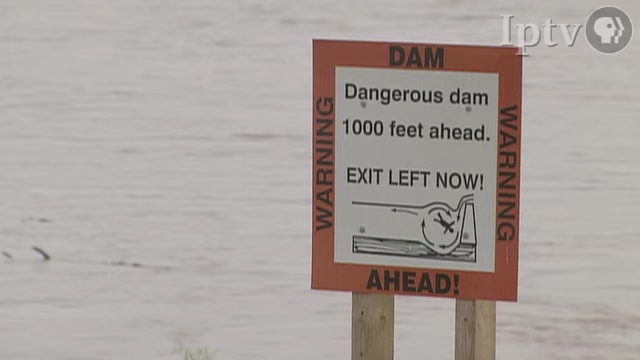 Iptv
DAM
WARNING
Dangerous dam
1000 feet ahead.
EXIT LEFT NOW!
WARNING
AHEAD!